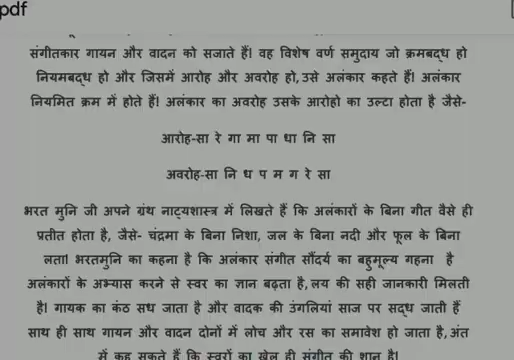 pdf
संगीतकार गायन और वादन को सजाते हैं। वह विशेष वर्ण समुदाय जो क्रमबद्ध हो
नियमबद्ध हो और जिसमें आरोह और अवरोह हो, उसे अलंकार कहते हैं। अलंकार
नियमित क्रम में होते हैं। अलंकार का अवरोह उसके आरोहो का उल्टा होता है जैसे-
आरोह-सा रे गा मा पा धा नि सा
अवरोह-सा नि ध प म ग रे सा
भरत मुनि जी अपने ग्रंथ नाट्यशास्त्र में लिखते हैं कि अलंकारों के बिना गीत वैसे ही
प्रतीत होता है, जैसे- चंद्रमा के बिना निशा, जल के बिना नदी और फूल के बिना
लता। भरतमुनि का कहना है कि अलंकार संगीत सौंदर्य का बहुमूल्य गहना है
अलंकारों के अभ्यास करने से स्वर का ज्ञान बढ़ता है, लय की सही जानकारी मिलती
है। गायक का कंठ सध जाता है और वादक की उंगलियां साज पर सद्ध जाती हैं
साथ ही साथ गायन और वादन दोनों में लोच और रस का समावेश हो जाता है, अंत
में कह सकते हैं कि स्वरों का खेल ही संगीत की शान है।